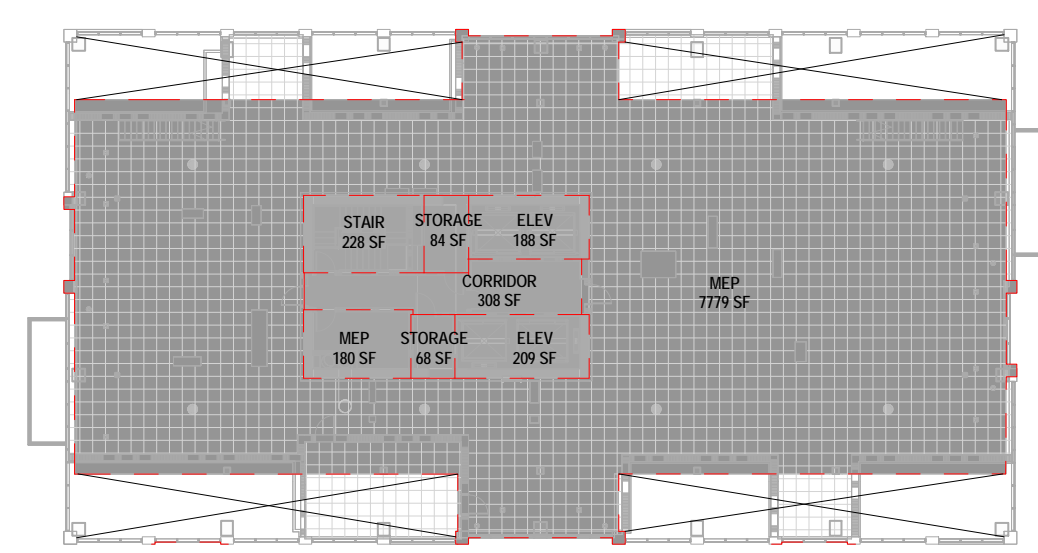 STAIR
228 SF
STORAGE
84 SF
ELEV
188 SF
CORRIDOR
308 SF
MEP
7779 SF
MEP
180 SF
STORAGE
68 SF
ELEV
209 SF